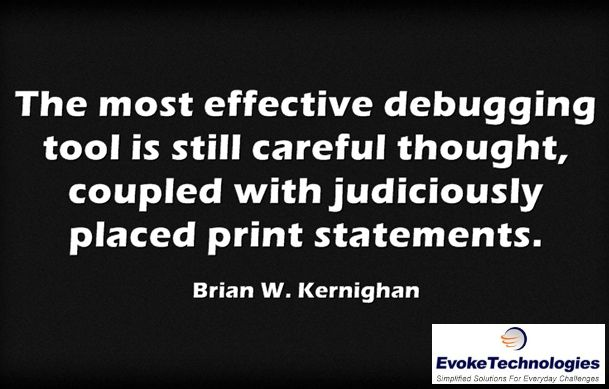 The most effective debugging
tool is still careful thought,
coupled with judiciously
placed print statements.
Brian W. Kernighan
EvokeTechnologies
Simplified Solutions For Everyday Challenges